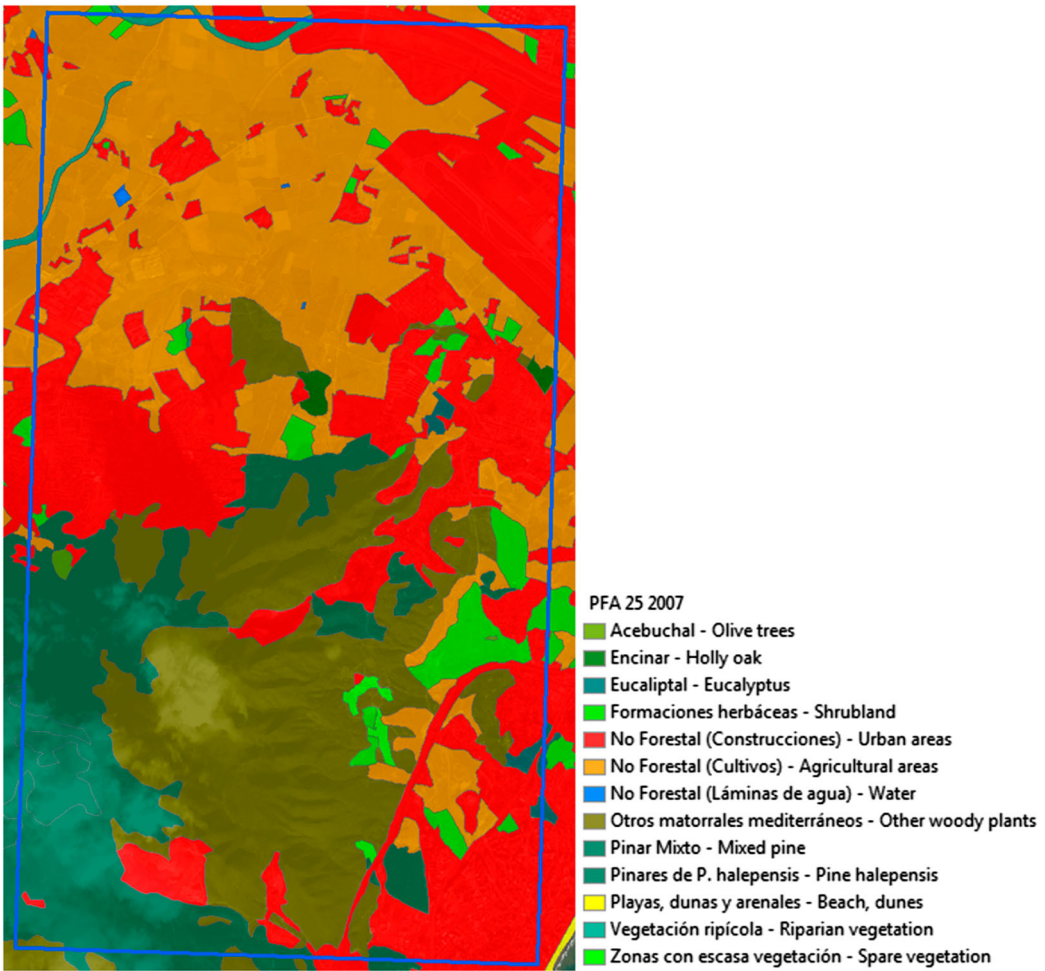 PFA 25 2007
Acebuchal - Olive trees
Encinar - Holly oak
Eucaliptal - Eucalyptus
Formaciones herbáceas - Shrubland
No Forestal (Construcciones) - Urban areas
No Forestal (Cultivos) - Agricultural areas
No Forestal (Láminas de agua) - Water
Otros matorrales mediterráneos - Other woody plants
Pinar Mixto - Mixed pine
Pinares de P. halepensis - Pine halepensis
Playas, dunas y arenales - Beach, dunes
Vegetación ripícola - Riparian vegetation
Zonas con escasa vegetación - Spare vegetation